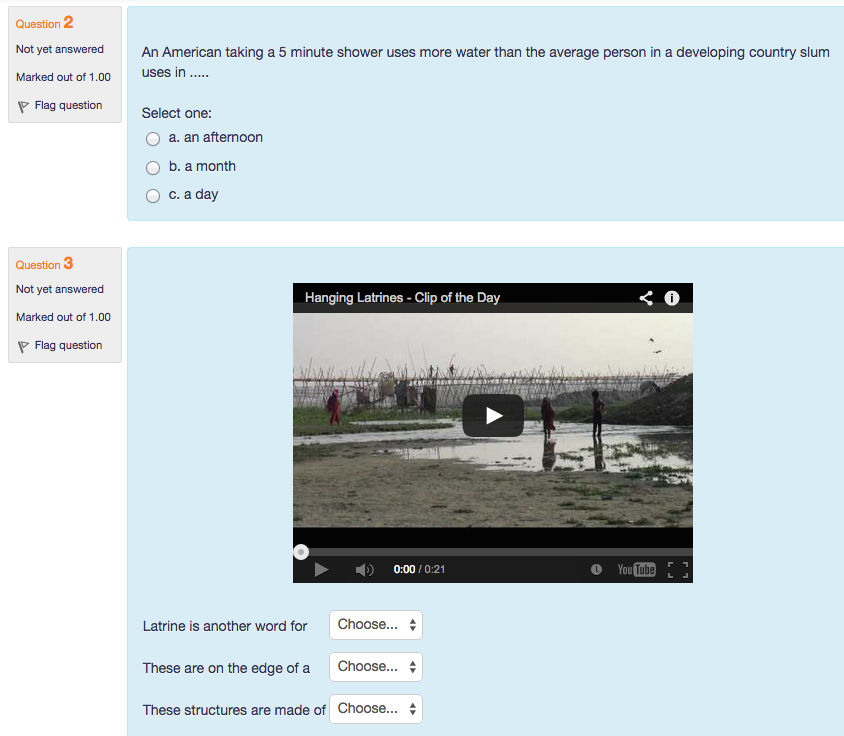 Question 2
Not yet answered
Marked out of 1.00
Flag question
An American taking a 5 minute shower uses more water than the average person in a developing country slum
uses in .....
Select one:
a. an afternoon
b. a month
c. a day
Question 3
Not yet answered
Marked out of 1.00
Flag question
Hanging Latrines - Clip of the Day
0:00 / 0:21
YouTube
Latrine is another word for Choose...
These are on the edge of a Choose...
These structures are made of Choose...